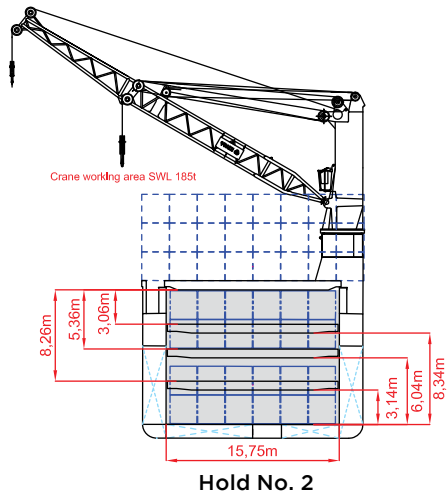 Crane working area SWL 185t
8,26m
5,36m
3,06m
3,14m
6,04m
8,34m
15,75m
Hold No. 2